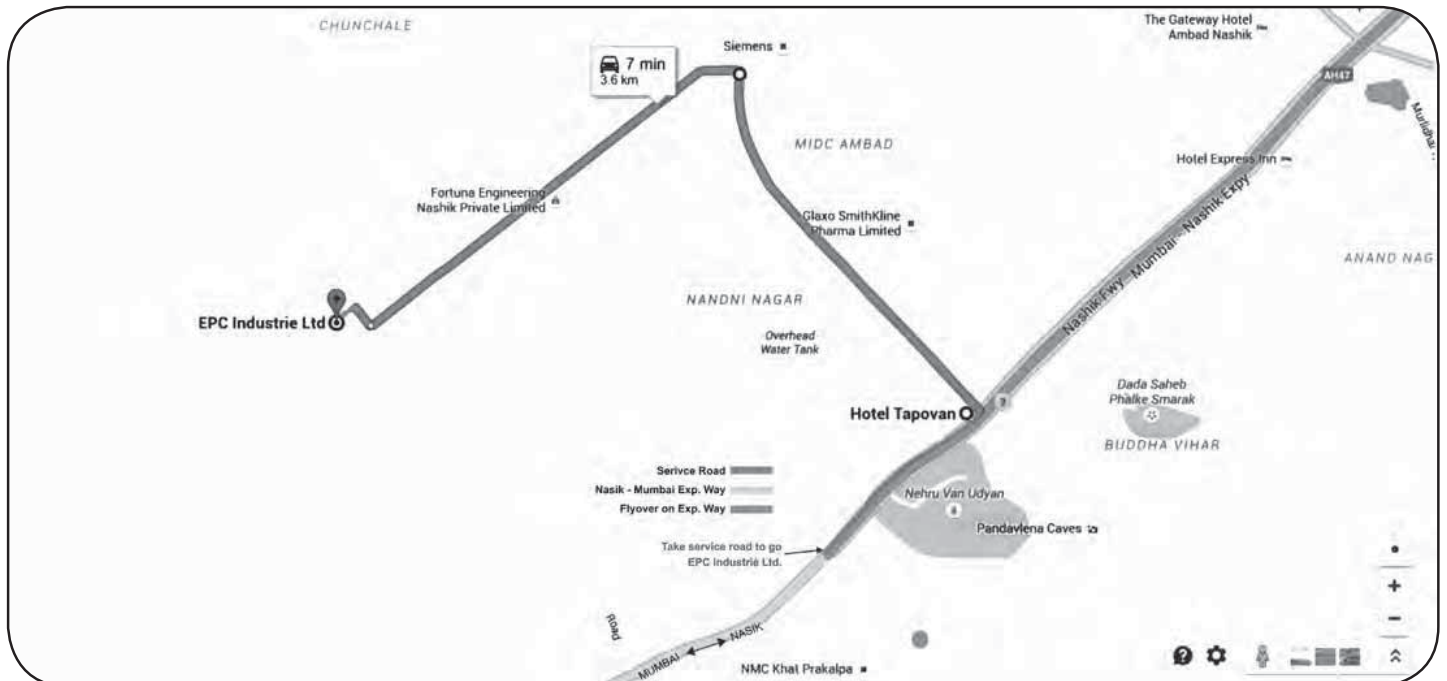 CHUNCHALE
The Gateway Hotel
Ambad Nashik
Siemens
7 min
3.6 km
AH47
MIDC AMBAD
Hotel Express Inn
Fortuna Engineering
Nashik Private Limited
Glaxo SmithKline
Pharma Limited
Nashik Fwy - Mumbai - Nashik Expy
ANAND NAG
NANDNI NAGAR
EPC Industrie Ltd
Overhead
Water Tank
Dada Saheb
Phalke Smarak
Hotel Tapovan
BUDDHA VIHAR
Serivce Road
Nasik - Mumbai Exp. Way
Flyover on Exp. Way
Nehru Van Udyan
Pandavlena Caves
Take service road to go
EPC Industrie Ltd.
Road
MUMBAI
NASIK
NMC Khat Prakalpa